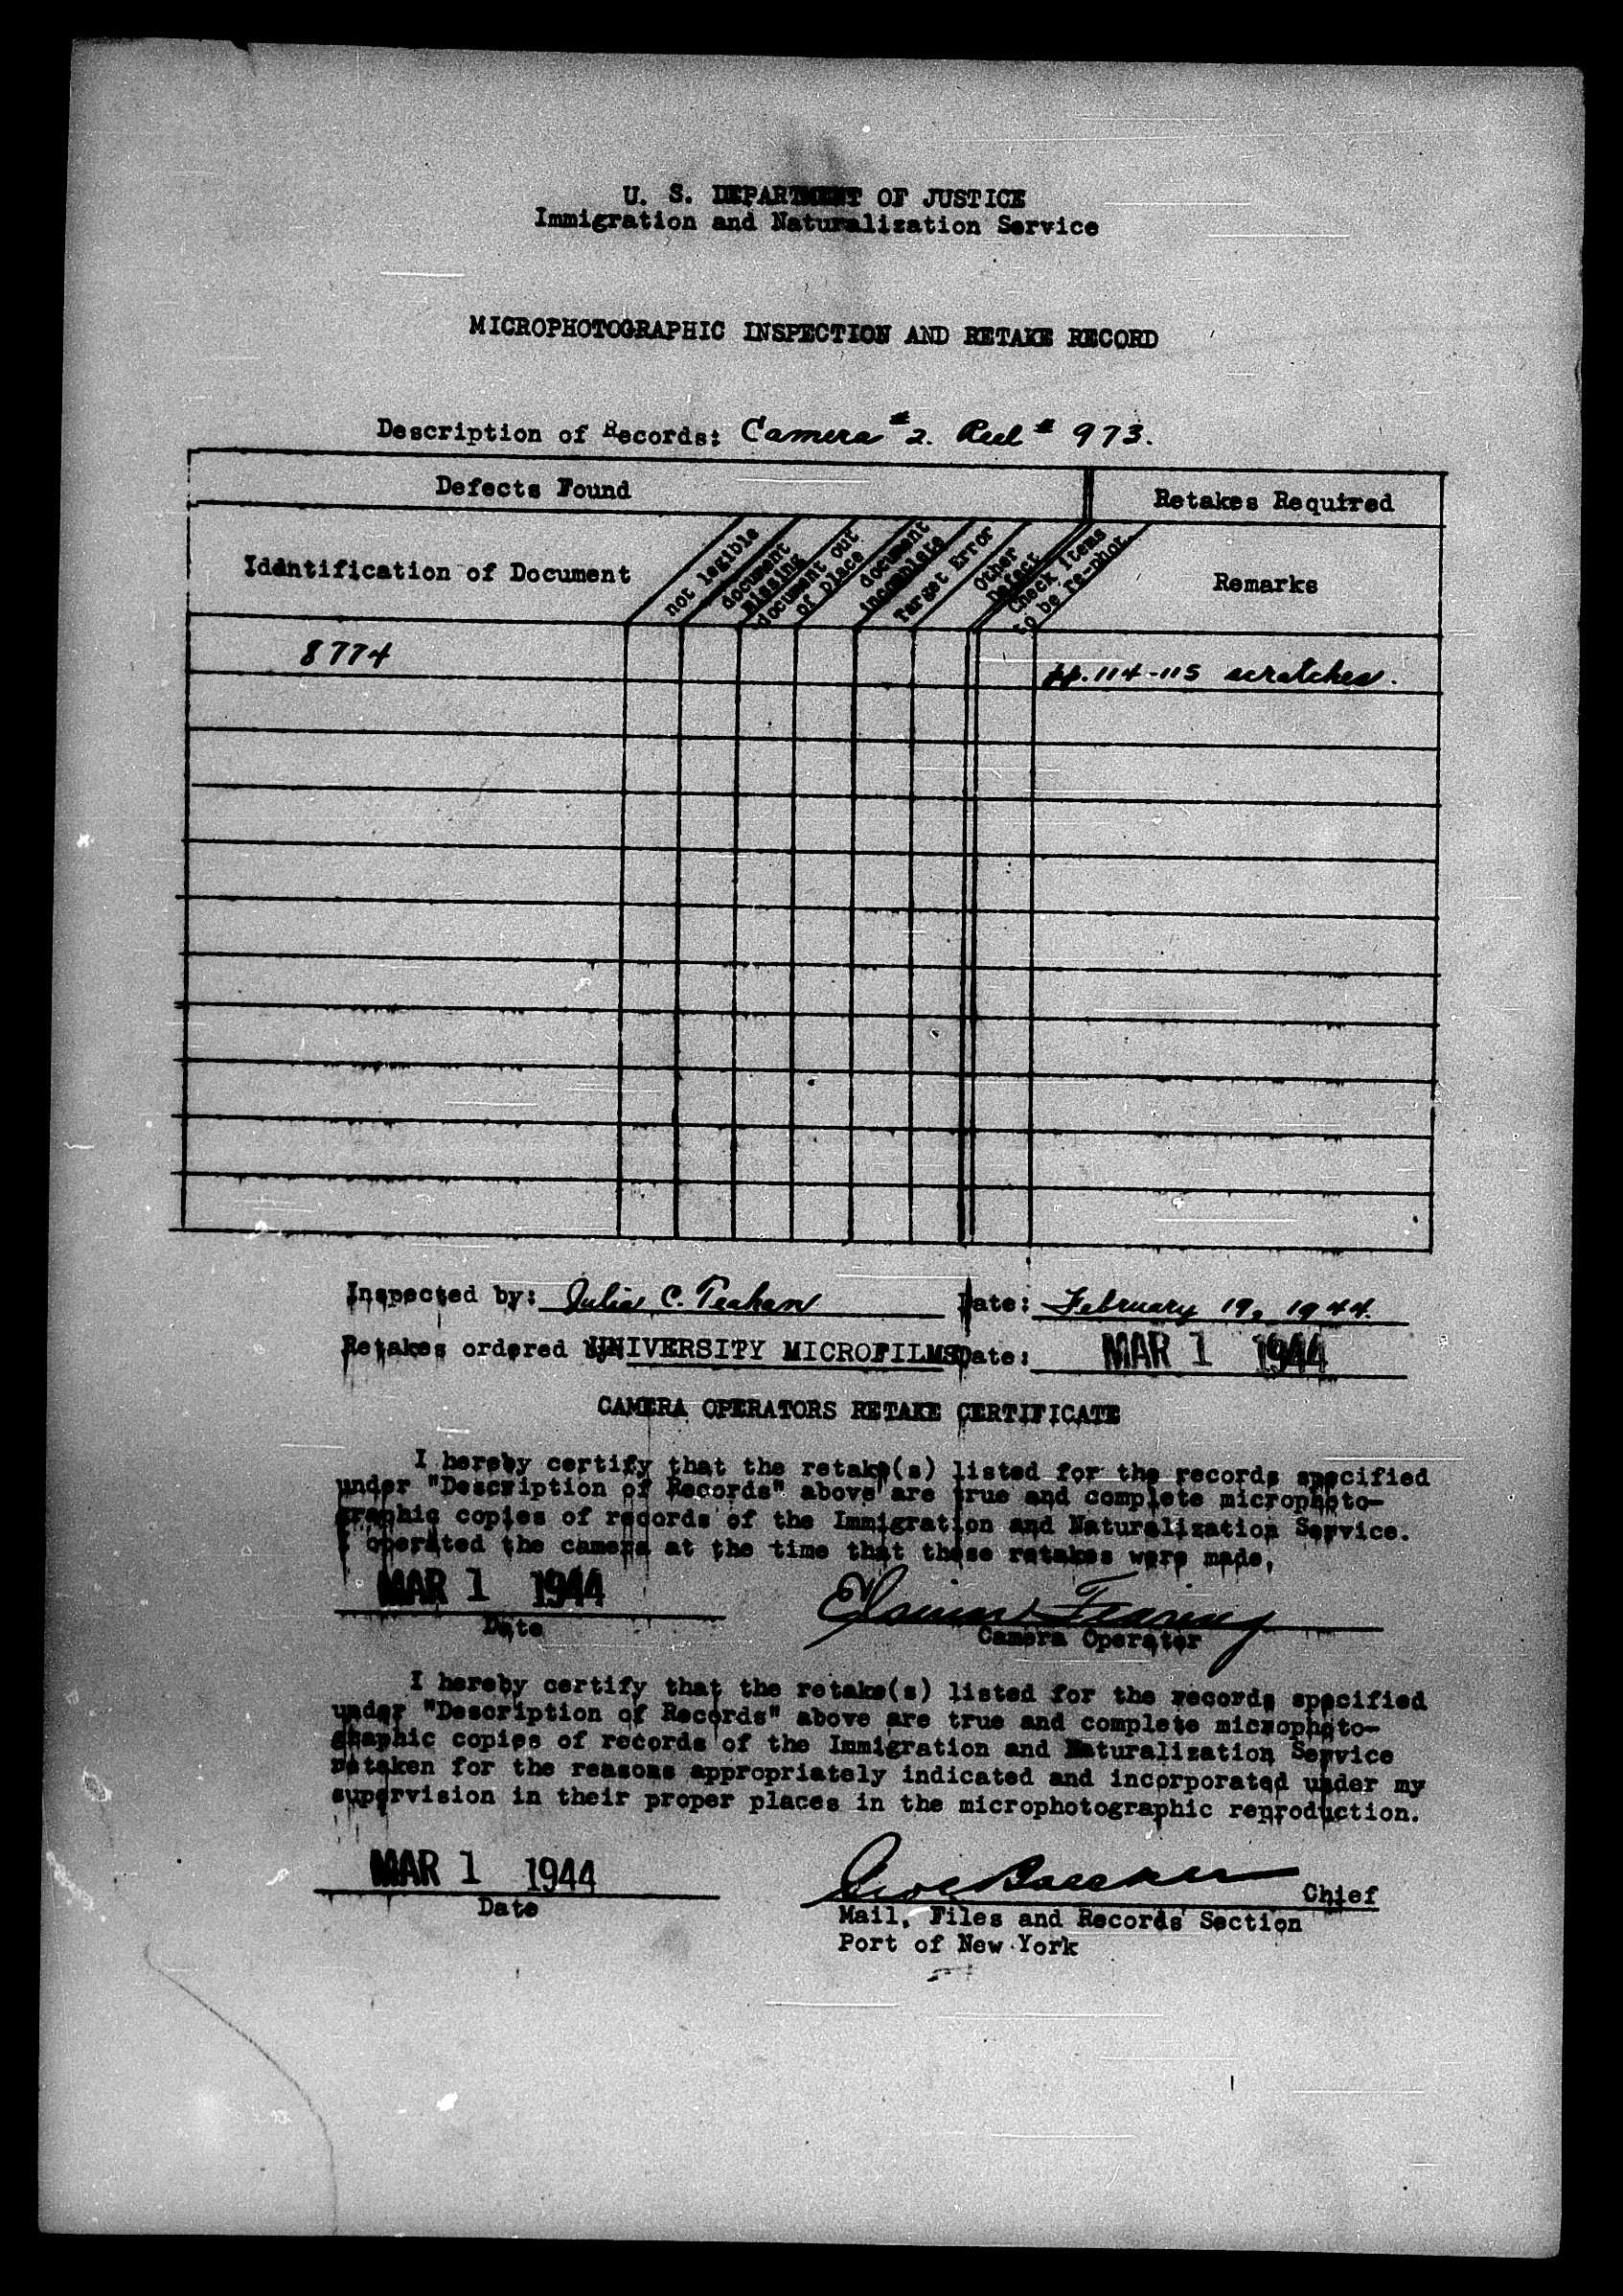 U. S. DEPARTMENT OF JUSTICE
Immigration and Naturalization Service
MICROPHOTOGRAPHIC INSPECTION AND RETAKE RECORD
Description of Records: Camera #2. Reel # 973.
Defects Found
Retakes Required
Identification of Document
not legible
document missing
document out of place
document incomplete
Target Error
Other Defect
Check items to be re-phot.
Remarks
8774
pp. 114-115 scratches.
Inspected by: Julia C.
Date: February 19, 1944.
Retakes ordered by UNIVERSITY MICROFILMS
Date: MAR 1 1944
CAMERA OPERATORS RETAKE CERTIFICATE
I hereby certify that the retake(s) listed for the records specified
under "Description of Records" above are true and complete microphoto-
graphic copies of records of the Immigration and Naturalization Service.
I operated the camera at the time that these retakes were made.
MAR 1 1944
Date
Camera Operator
I hereby certify that the retake(s) listed for the records specified
under "Description of Records" above are true and complete microphoto-
graphic copies of records of the Immigration and Naturalization Service
retaken for the reasons appropriately indicated and incorporated under my
supervision in their proper places in the microphotographic reproduction.
MAR 1 1944
Date
Chief
Mail, Files and Records Section
Port of New York